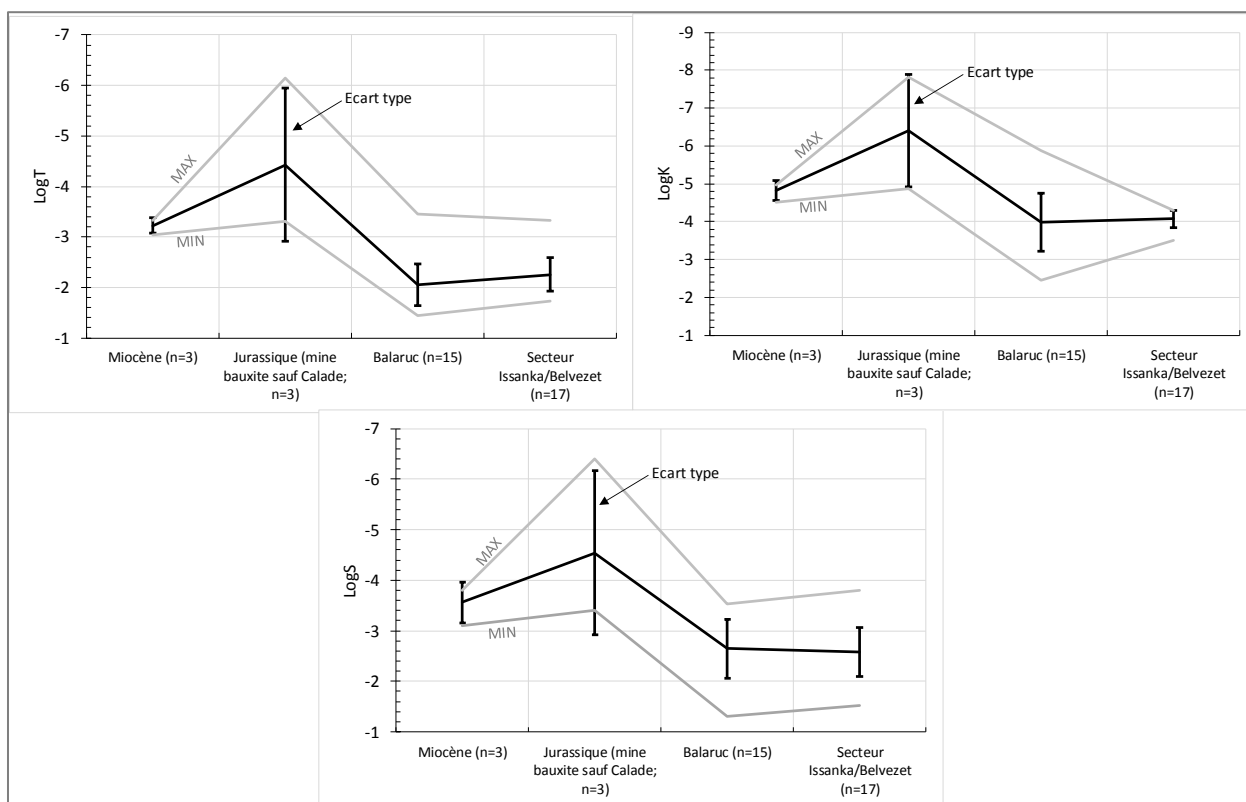 -7
-6
-5
-4
-3
-2
-1
LogT
MAX
MIN
Ecart type
Miocène (n=3)
Jurassique (mine
bauxite sauf Calade;
n=3)
Balaruc (n=15)
Secteur
Issanka/Belvezet
(n=17)
-9
-8
-7
-6
-5
-4
-3
-2
-1
LogK
MAX
MIN
Ecart type
Miocène (n=3)
Jurassique (mine
bauxite sauf Calade;
n=3)
Balaruc (n=15)
Secteur
Issanka/Belvezet
(n=17)
-7
-6
-5
-4
-3
-2
-1
LogS
MAX
MIN
Ecart type
Miocène (n=3)
Jurassique (mine
bauxite sauf Calade;
n=3)
Balaruc (n=15)
Secteur
Issanka/Belvezet
(n=17)